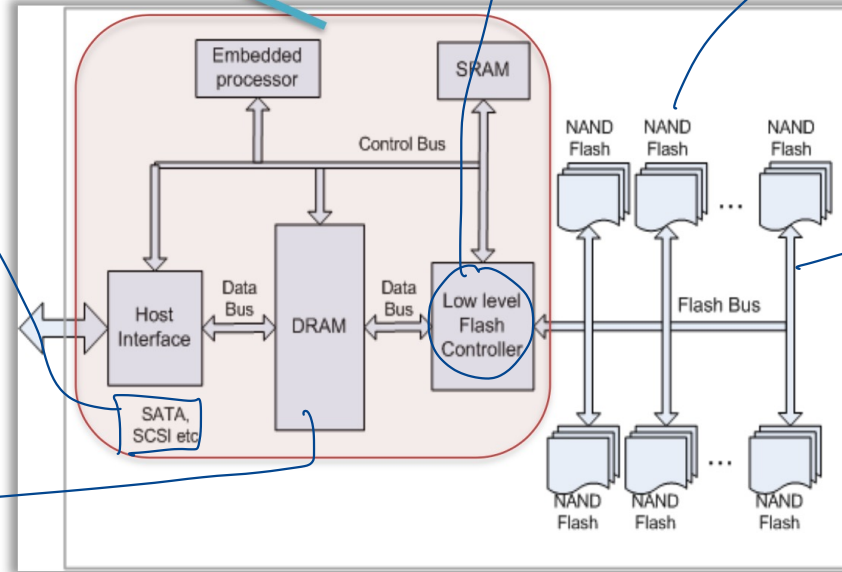 Embedded
processor
SRAM
Control Bus
NAND
Flash
NAND
Flash
NAND
Flash
...
Host
Interface
Data
Bus
DRAM
Data
Bus
Low level
Flash
Controller
Flash Bus
SATA,
SCSI etc
...
NAND
Flash
NAND
Flash
NAND
Flash